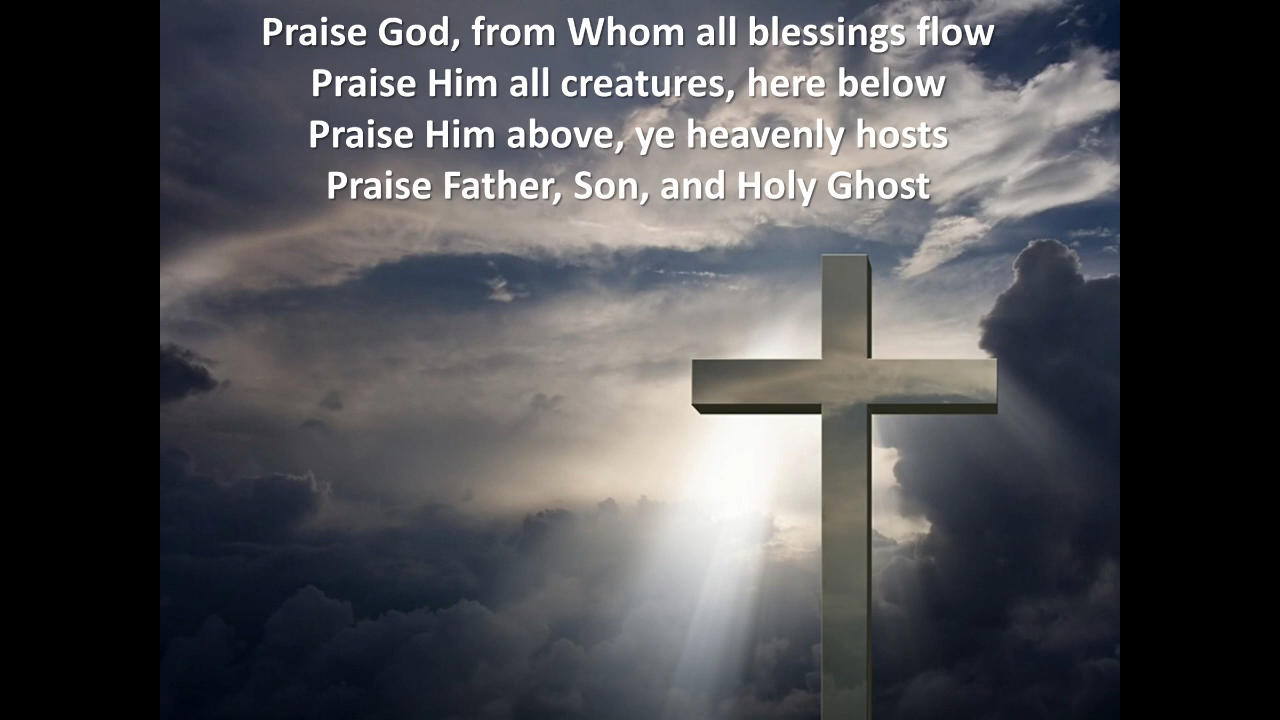 Praise God, from Whom all blessings flow
Praise Him all creatures, here below
Praise Him above, ye heavenly hosts
Praise Father, Son, and Holy Ghost